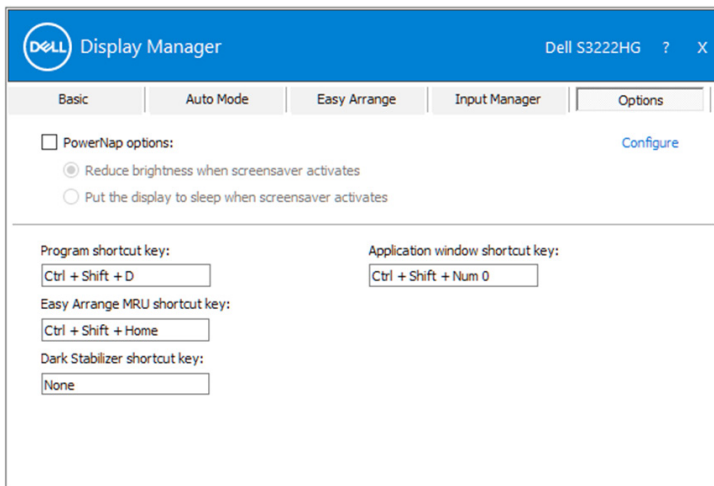 DELL Display Manager Dell S3222HG ? X
Basic Auto Mode Easy Arrange Input Manager Options
PowerNap options: Configure
Reduce brightness when screensaver activates
Put the display to sleep when screensaver activates
Program shortcut key: Application window shortcut key:
Ctrl + Shift + D Ctrl + Shift + Num 0
Easy Arrange MRU shortcut key:
Ctrl + Shift + Home
Dark Stabilizer shortcut key:
None